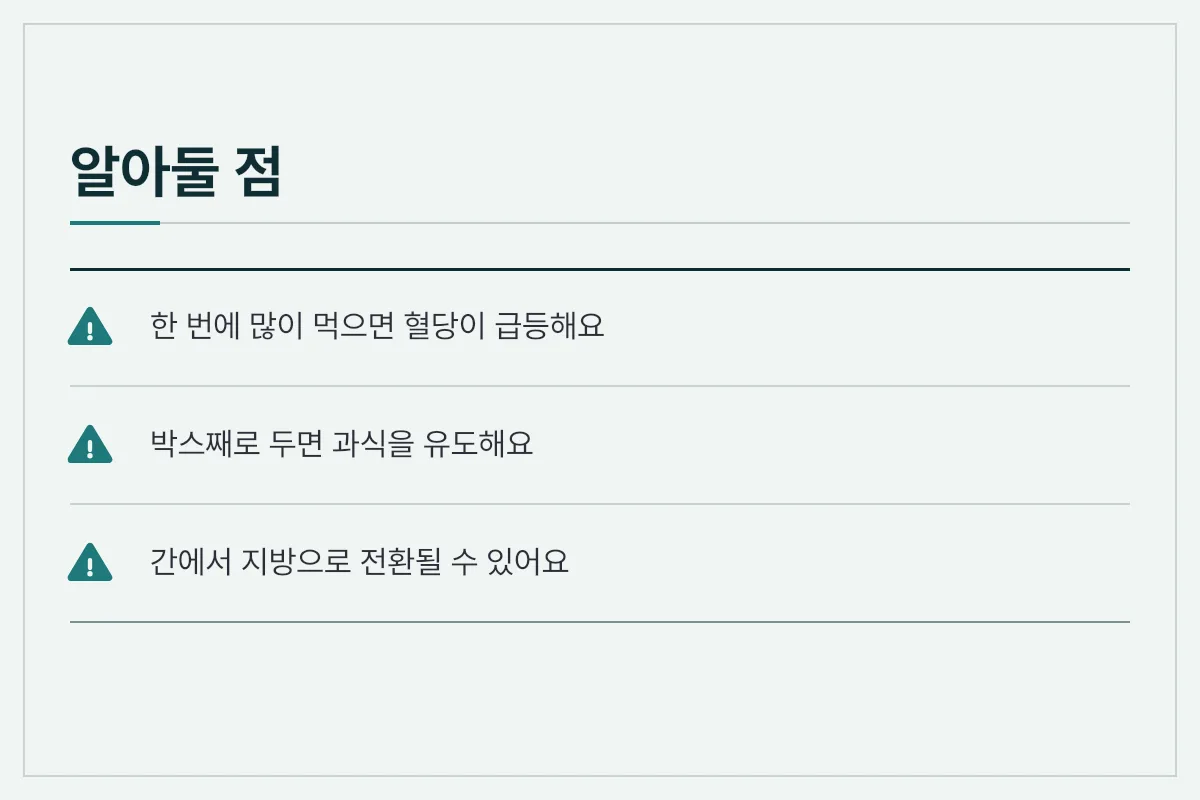 알아둘 점
한 번에 많이 먹으면 혈당이 급등해요
박스째로 두면 과식을 유도해요
간에서 지방으로 전환될 수 있어요